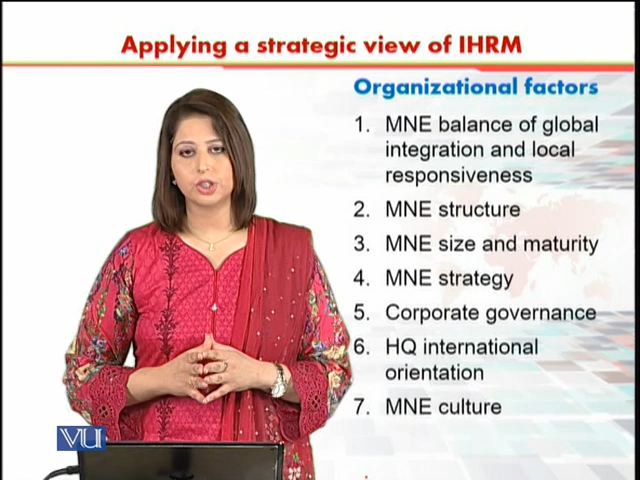 Applying a strategic view of IHRM
Organizational factors
1. MNE balance of global
integration and local
responsiveness
2. MNE structure
3. MNE size and maturity
4. MNE strategy
5. Corporate governance
6. HQ international
orientation
7. MNE culture
VU